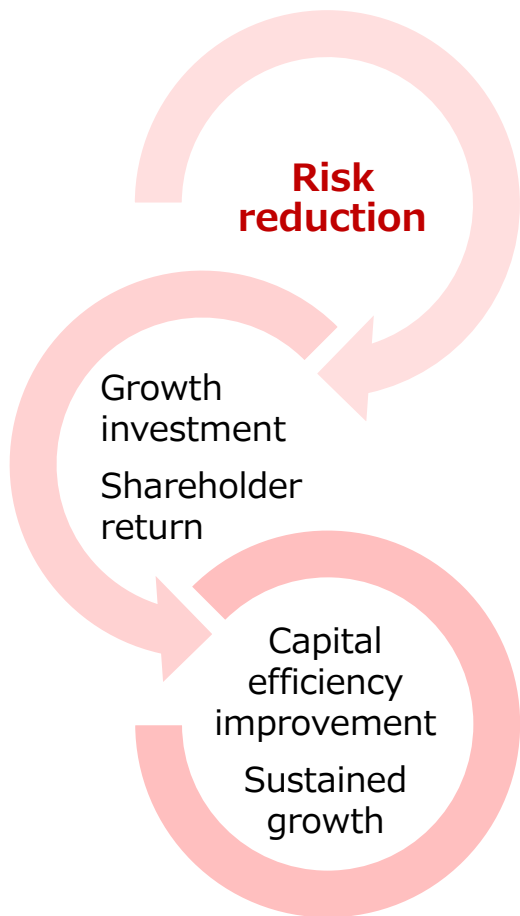 Risk
reduction
Growth
investment
Shareholder
return
Capital
efficiency
improvement
Sustained
growth